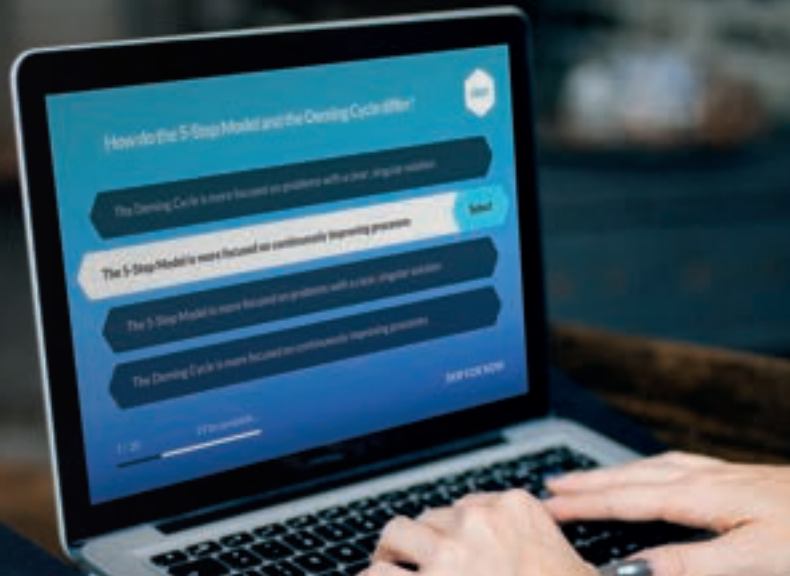 How do the 5-Step Model and the Deming Cycle differ?
The Deming Cycle is more focused on problems with a clear, singular solution
The 5-Step Model is more focused on continuously improving processes
Select
The 5-Step Model is more focused on problems with a clear, singular solution
The Deming Cycle is more focused on continuously improving processes
SKIP FOR NOW